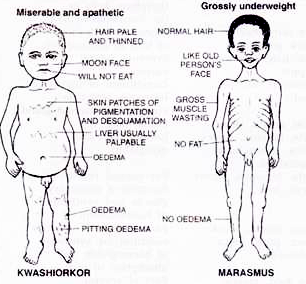 Miserable and apathetic
HAIR PALE
AND THINNED
MOON FACE
WILL NOT EAT
SKIN PATCHES OF
PIGMENTATION
AND DESQUAMATION
LIVER USUALLY
PALPABLE
OEDEMA
OEDEMA
PITTING OEDEMA
KWASHIORKOR
Grossly underweight
NORMAL HAIR
LIKE OLD
PERSON'S
FACE
GROSS
MUSCLE
WASTING
NO FAT
NO OEDEMA
MARASMUS